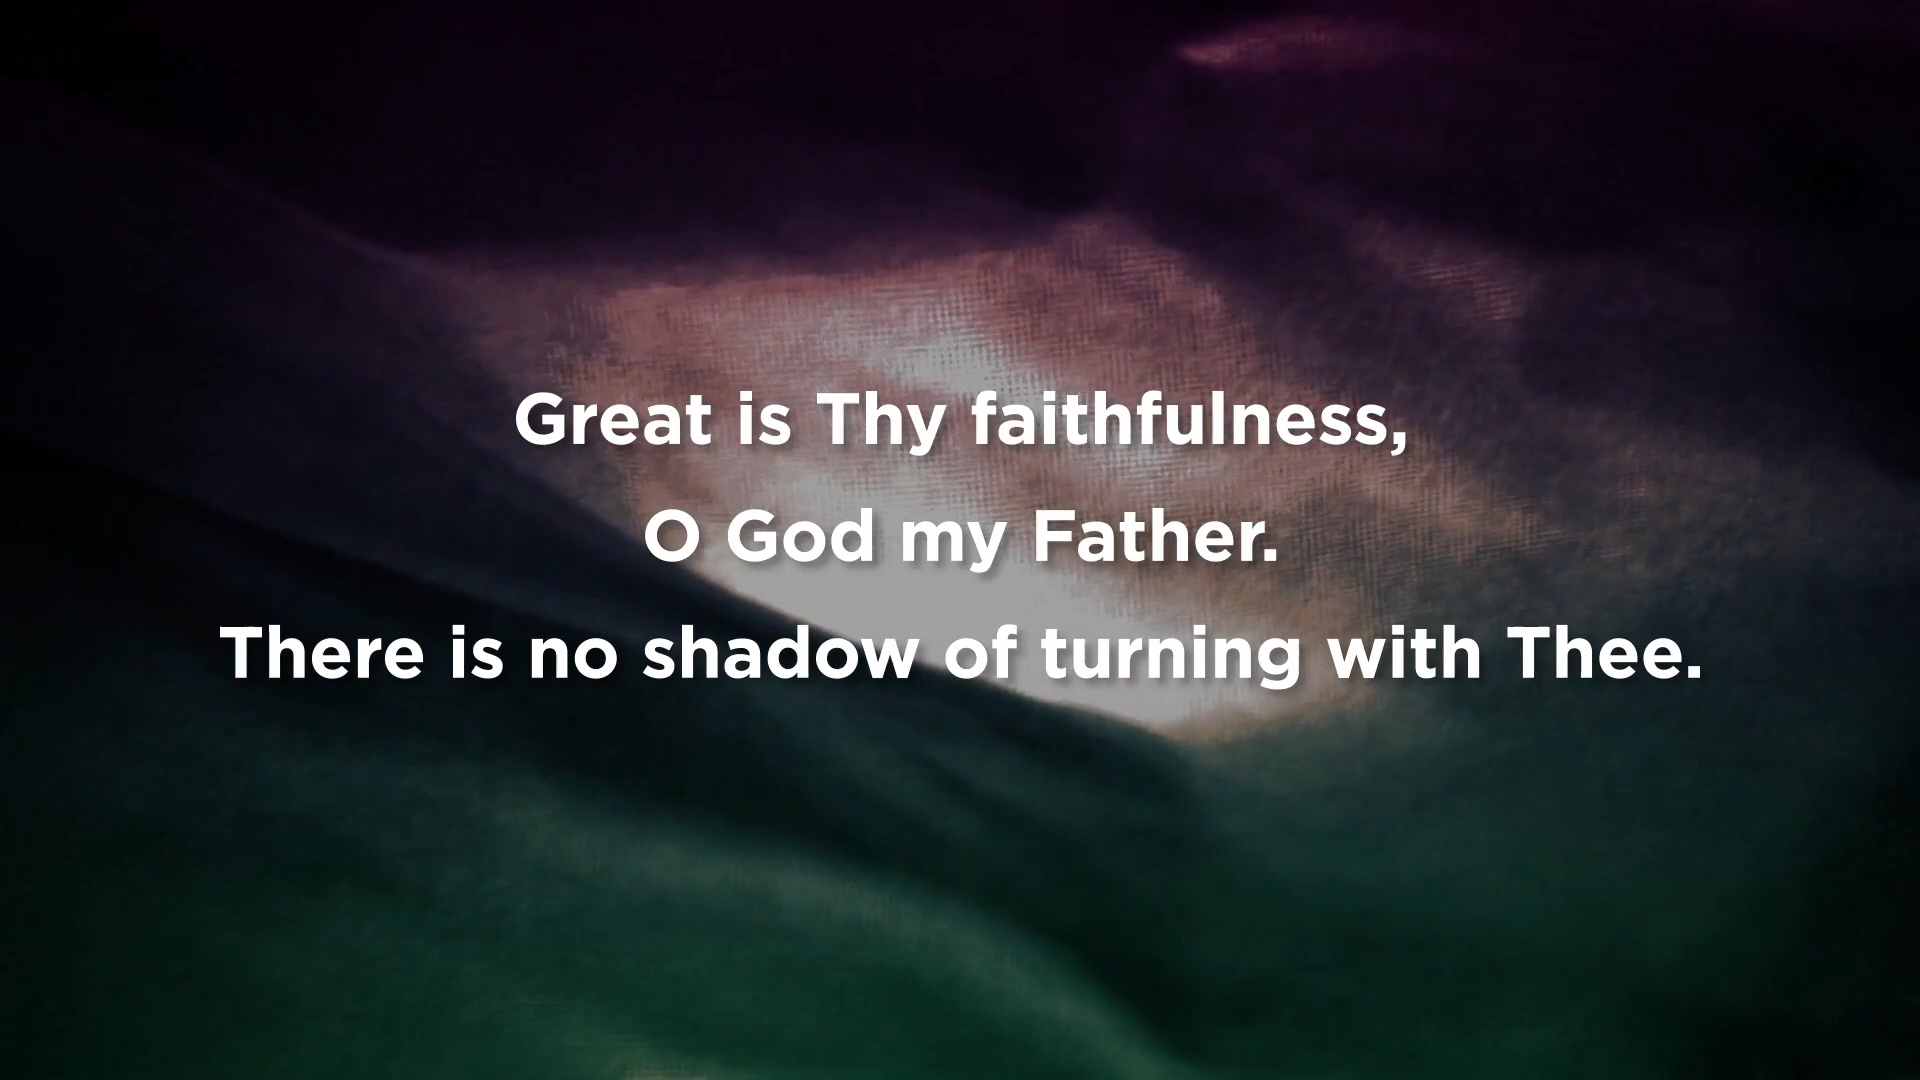 Great is Thy faithfulness,
O God my Father.
There is no shadow of turning with Thee.